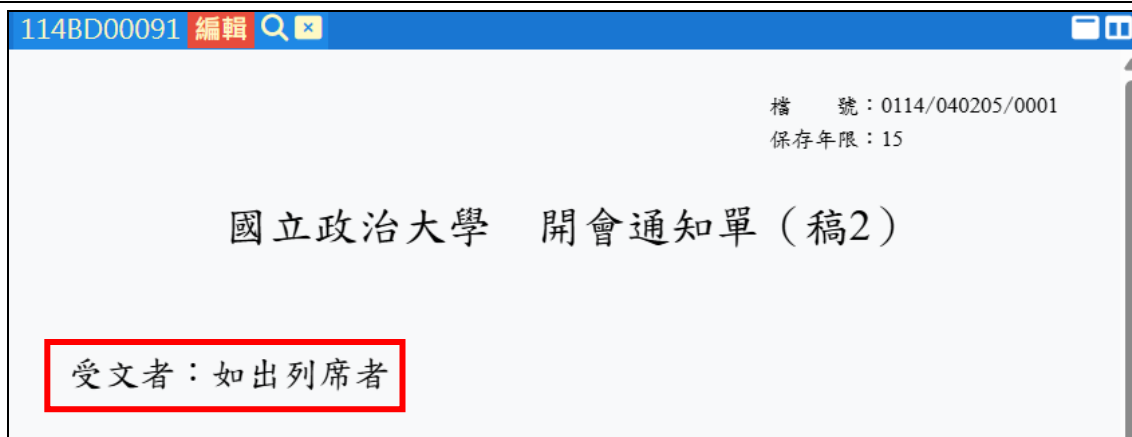 114BD00091 編輯
檔　　號：0114/040205/0001
保存年限：15
國立政治大學　開會通知單（稿2）
受文者：如出列席者